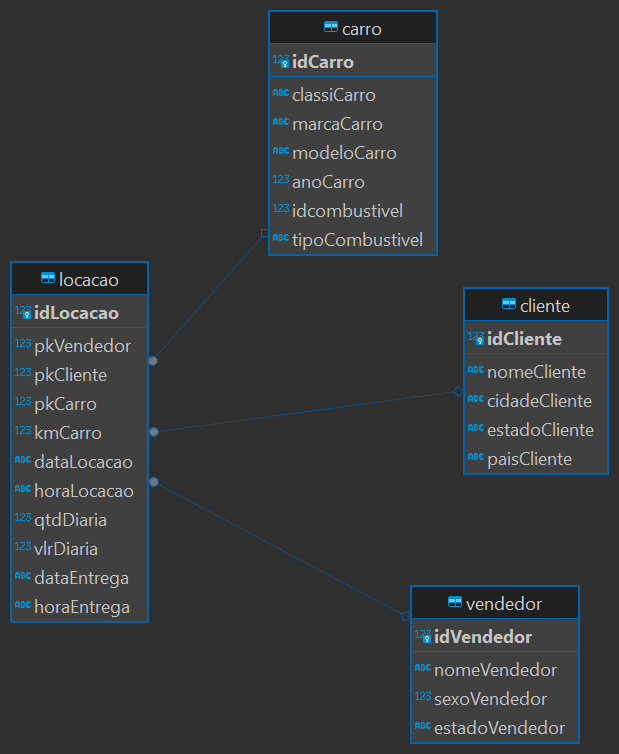 carro
123 idCarro
ABC classiCarro
ABC marcaCarro
ABC modeloCarro
123 anoCarro
123 idcombustivel
ABC tipoCombustivel
locacao
123 idLocacao
123 pkVendedor
123 pkCliente
123 pkCarro
123 kmCarro
ABC dataLocacao
ABC horaLocacao
123 qtdDiaria
123 vlrDiaria
ABC dataEntrega
ABC horaEntrega
cliente
123 idCliente
ABC nomeCliente
ABC cidadeCliente
ABC estadoCliente
ABC paisCliente
vendedor
123 idVendedor
ABC nomeVendedor
123 sexoVendedor
ABC estadoVendedor